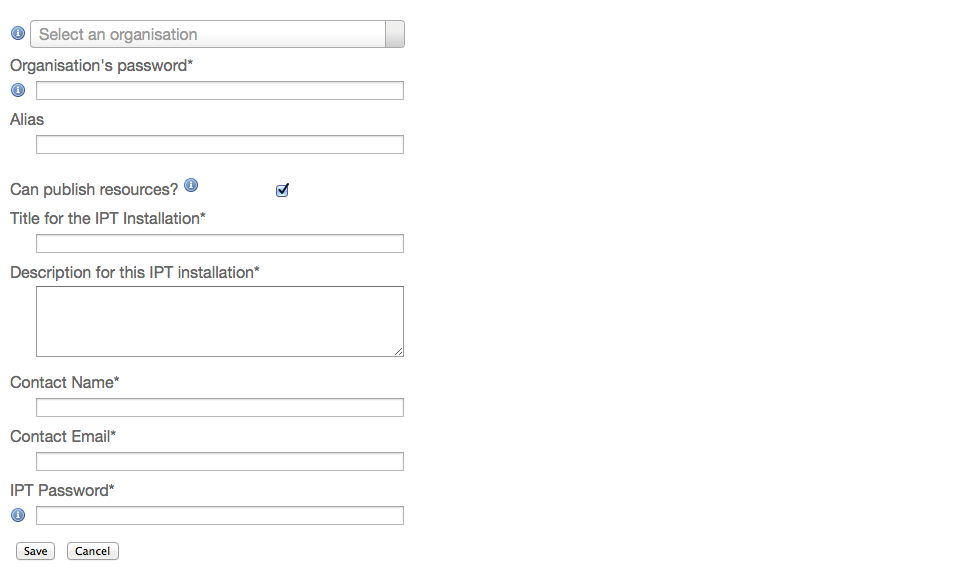 Select an organisation
Organisation's password*
Alias
Can publish resources?
Title for the IPT Installation*
Description for this IPT installation*
Contact Name*
Contact Email*
IPT Password*
Save Cancel